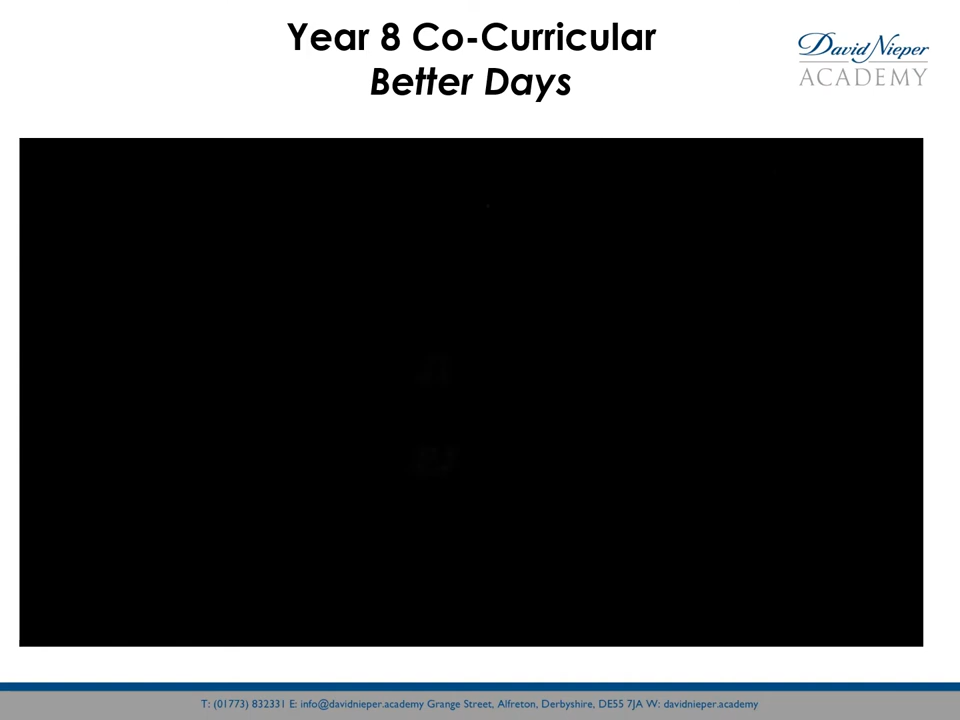 Year 8 Co-Curricular
Better Days
David Nieper
ACADEMY
T: (01773) 832331 E: info@davidnieper.academy Grange Street, Alfreton, Derbyshire, DE55 7JA W: davidnieper.academy